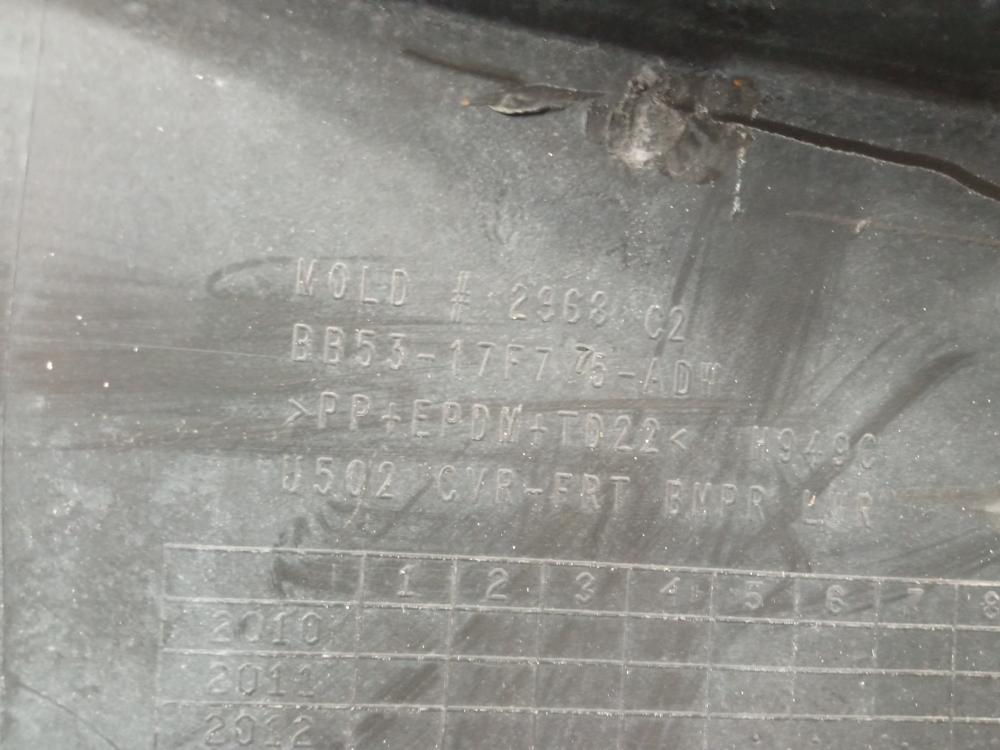 MOLD # 2968 C2
BB53-17F775-ADW
>PP+EPDM+TD22< M949C
U502 CVR-FRT BMPR LWR
1 2 3 4 5 6 7 8
2010
2011
2012